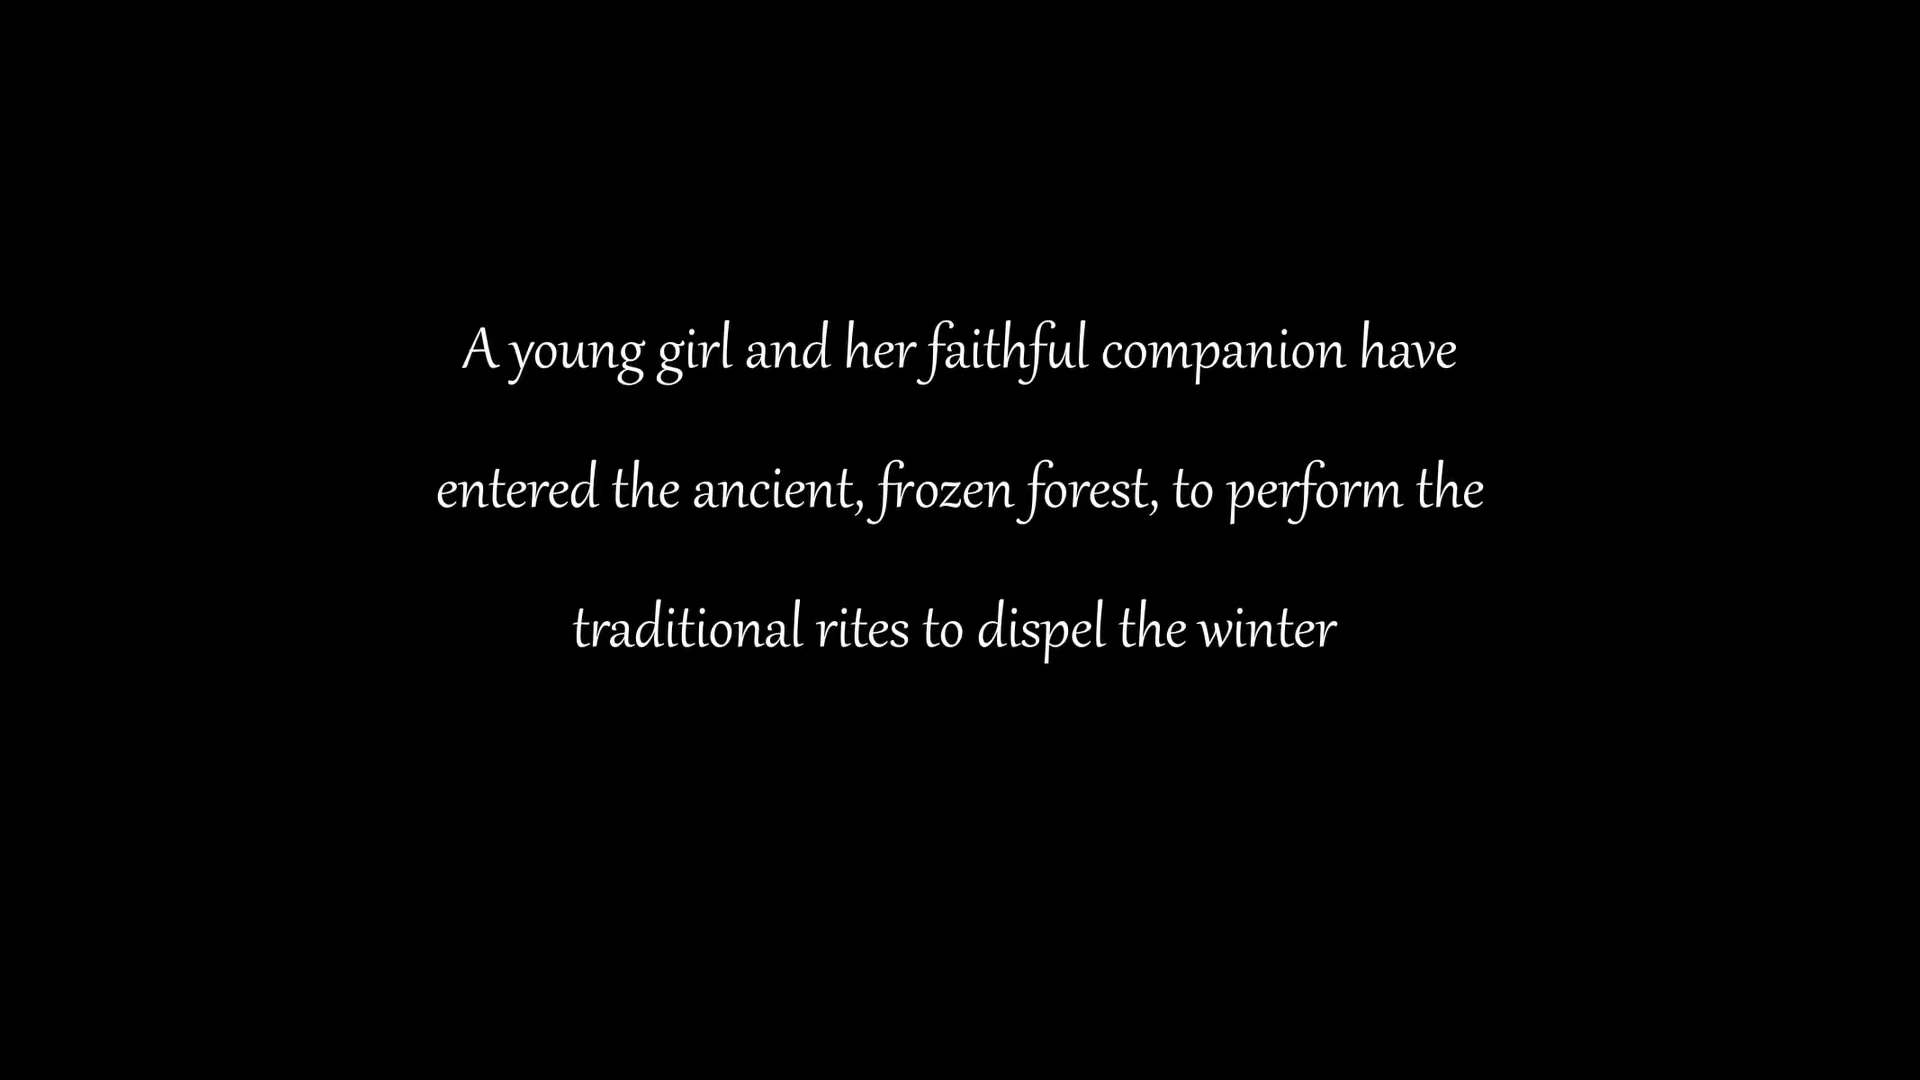 A young girl and her faithful companion have
entered the ancient, frozen forest, to perform the
traditional rites to dispel the winter